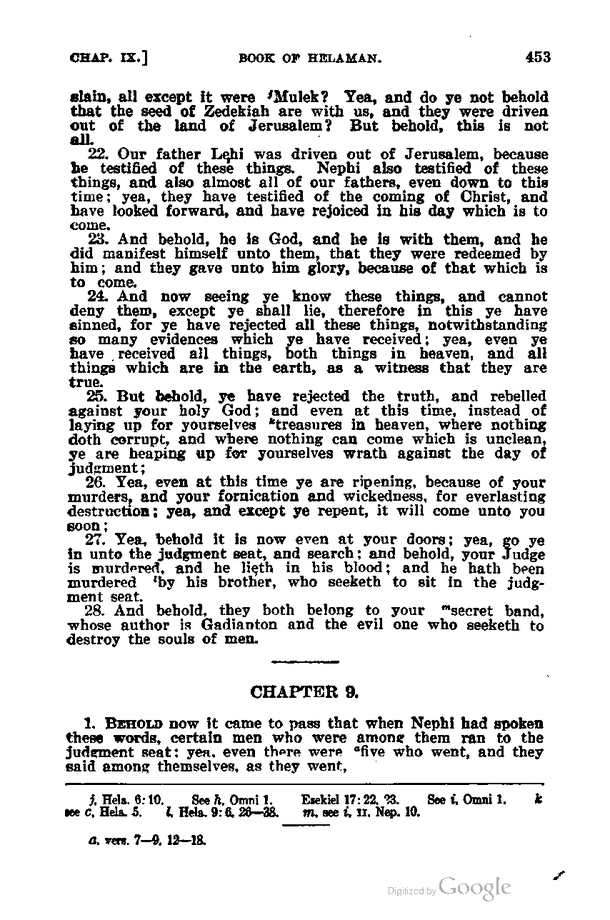 CHAP. IX.] BOOK OF HELAMAN. 453
slain, all except it were ʲMulek? Yea, and do ye not behold
that the seed of Zedekiah are with us, and they were driven
out of the land of Jerusalem? But behold, this is not
all.
22. Our father Lehi was driven out of Jerusalem, because
he testified of these things. Nephi also testified of these
things, and also almost all of our fathers, even down to this
time; yea, they have testified of the coming of Christ, and
have looked forward, and have rejoiced in his day which is to
come.
23. And behold, he is God, and he is with them, and he
did manifest himself unto them, that they were redeemed by
him; and they gave unto him glory, because of that which is
to come.
24. And now seeing ye know these things, and cannot
deny them, except ye shall lie, therefore in this ye have
sinned, for ye have rejected all these things, notwithstanding
so many evidences which ye have received; yea, even ye
have received all things, both things in heaven, and all
things which are in the earth, as a witness that they are
true.
25. But behold, ye have rejected the truth, and rebelled
against your holy God; and even at this time, instead of
laying up for yourselves ᵏtreasures in heaven, where nothing
doth corrupt, and where nothing can come which is unclean,
ye are heaping up for yourselves wrath against the day of
judgment;
26. Yea, even at this time ye are ripening, because of your
murders, and your fornication and wickedness, for everlasting
destruction; yea, and except ye repent, it will come unto you
soon;
27. Yea, behold it is now even at your doors; yea, go ye
in unto the judgment seat, and search; and behold, your Judge
is murdered, and he lieth in his blood; and he hath been
murdered ˡby his brother, who seeketh to sit in the judg-
ment seat.
28. And behold, they both belong to your ᵐsecret band,
whose author is Gadianton and the evil one who seeketh to
destroy the souls of men.
CHAPTER 9.
1. BEHOLD now it came to pass that when Nephi had spoken
these words, certain men who were among them ran to the
judgment seat; yea, even there were ᵃfive who went, and they
said among themselves, as they went,
j, Hela. 6:10. See h, Omni 1. Ezekiel 17:22, 23. See i, Omni 1. k
see c, Hela. 5. l, Hela. 9:6, 26—38. m, see i, II. Nep. 10.
a, vers. 7—9, 12—18.
Digitized by Google